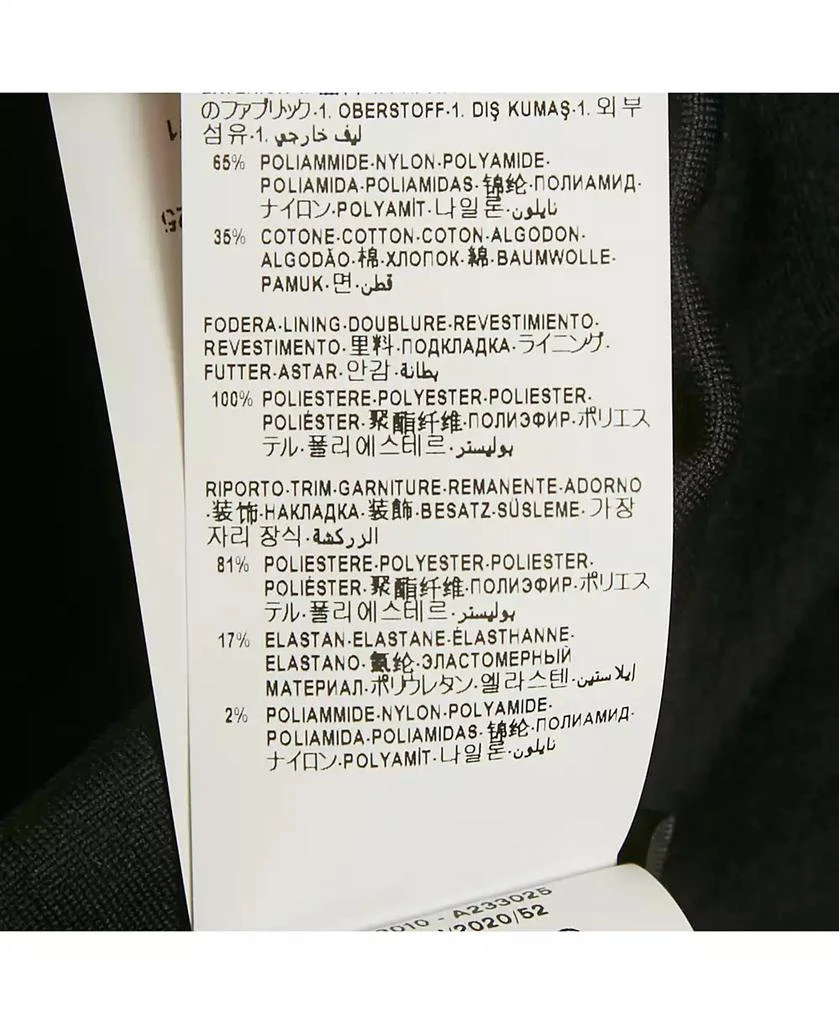 のファブリック·1. OBERSTOFF·1. DIŞ KUMAŞ·1. 외부
섬유·1. ليف خارجي
65% POLIAMMIDE·NYLON·POLYAMIDE·
POLIAMIDA·POLIAMIDAS·锦纶·ПОЛИАМИД·
ナイロン·POLYAMİT·나일론·نايلون
35% COTONE·COTTON·COTON·ALGODON·
ALGODÃO·棉·ХЛОПОК·綿·BAUMWOLLE·
PAMUK·면·قطن
FODERA·LINING·DOUBLURE·REVESTIMIENTO·
REVESTIMENTO·里料·ПОДКЛАДКА·ライニング·
FUTTER·ASTAR·안감·بطانة
100% POLIESTERE·POLYESTER·POLIESTER·
POLIÉSTER·聚酯纤维·ПОЛИЭФИР·ポリエス
テル·폴리에스테르·بوليستر
RIPORTO·TRIM·GARNITURE·REMANENTE·ADORNO
·装饰·НАКЛАДКА·装飾·BESATZ·SÜSLEME·가장
자리 장식·الزركشة
81% POLIESTERE·POLYESTER·POLIESTER·
POLIÉSTER·聚酯纤维·ПОЛИЭФИР·ポリエス
テル·폴리에스테르·بوليستر
17% ELASTAN·ELASTANE·ÉLASTHANNE·
ELASTANO·氨纶·ЭЛАСТОМЕРНЫЙ
МАТЕРИАЛ·ポリウレタン·엘라스텐·إيلاستين
2% POLIAMMIDE·NYLON·POLYAMIDE·
POLIAMIDA·POLIAMIDAS·锦纶·ПОЛИАМИД·
ナイロン·POLYAMİT·나일론·نايلون
3010 - A233025
/2020/52